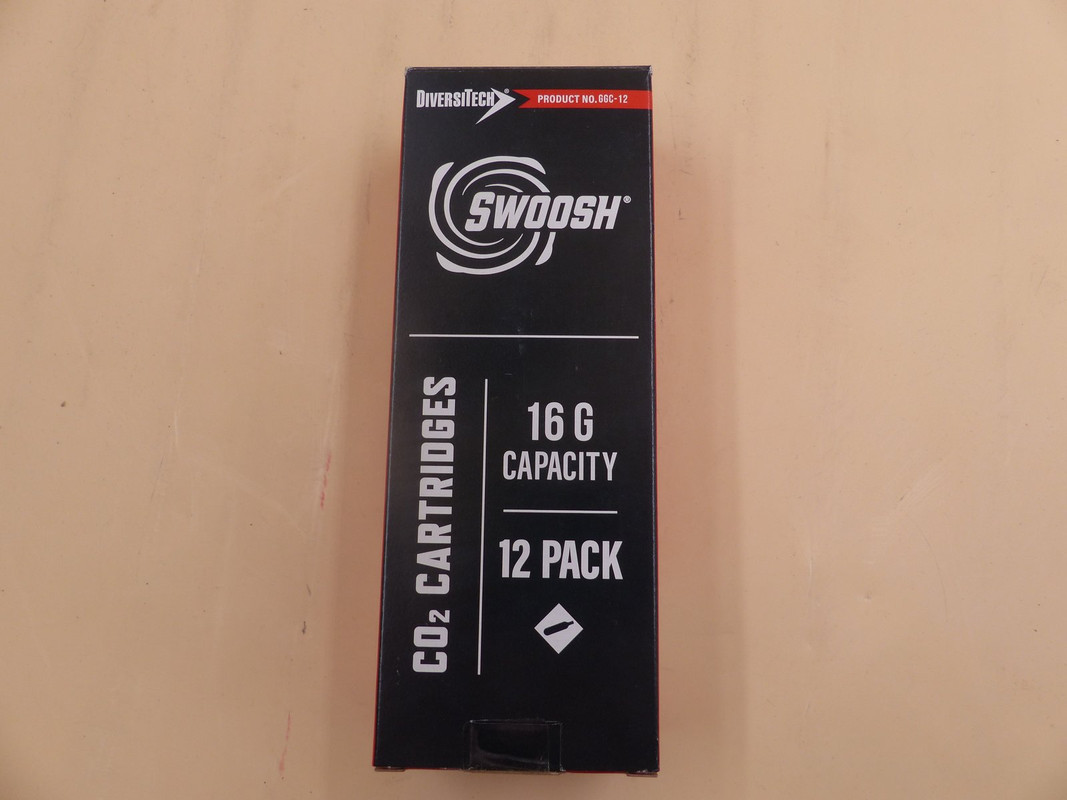 DIVERSITECH®
PRODUCT NO. GGC-12
SWOOSH®
CO₂ CARTRIDGES
16 G
CAPACITY
12 PACK